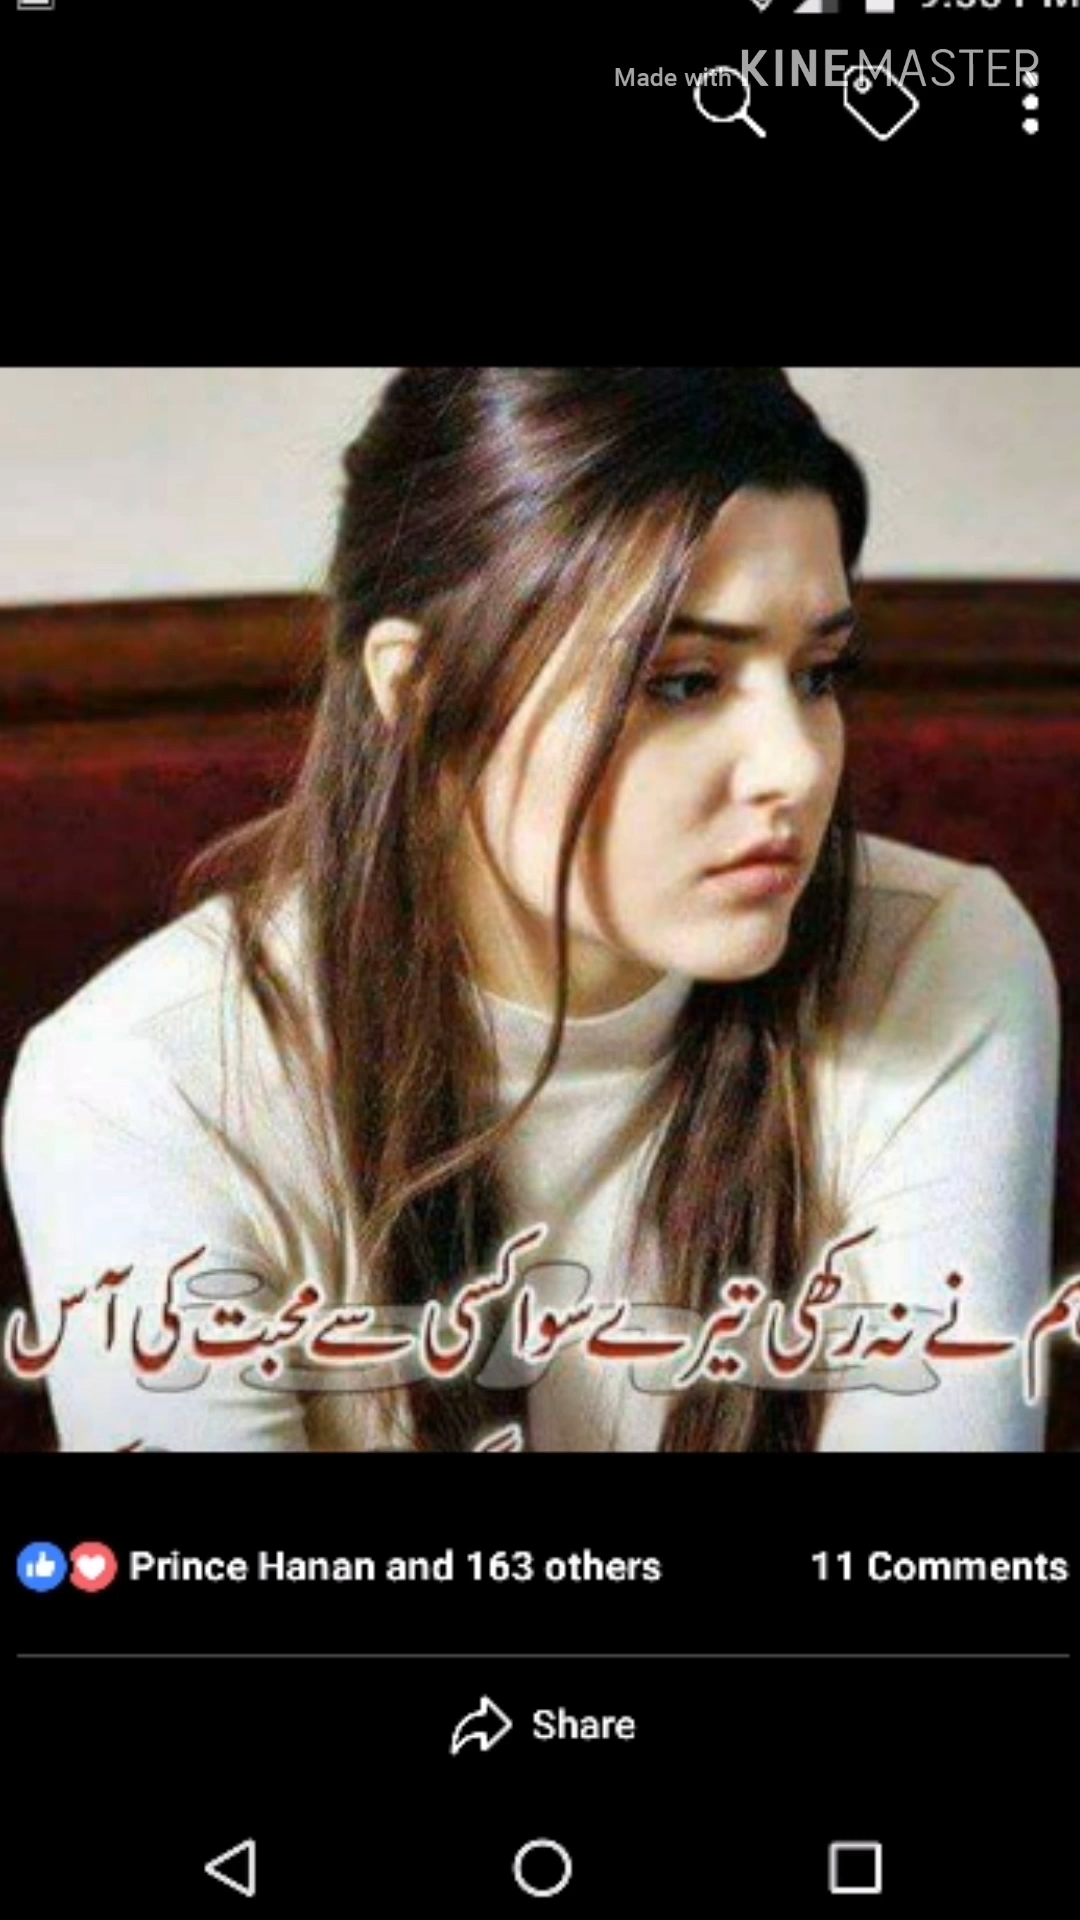 Made with KINEMASTER
ہم نے نہ رکھی تیرے سوا کسی سے محبت کی آس
Prince Hanan and 163 others 11 Comments
Share